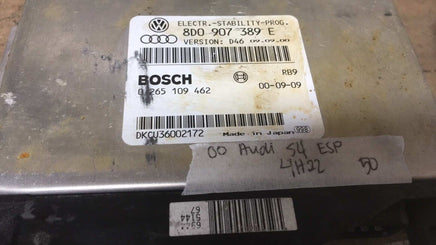 ELECTR.-STABILITY-PROG.
8D0 907 389 E
VERSION: D46 09.09.00
BOSCH
RB9
0 265 109 462
00-09-09
DKCU36002172
Made in Japan
00 Audi S4 ESP
50